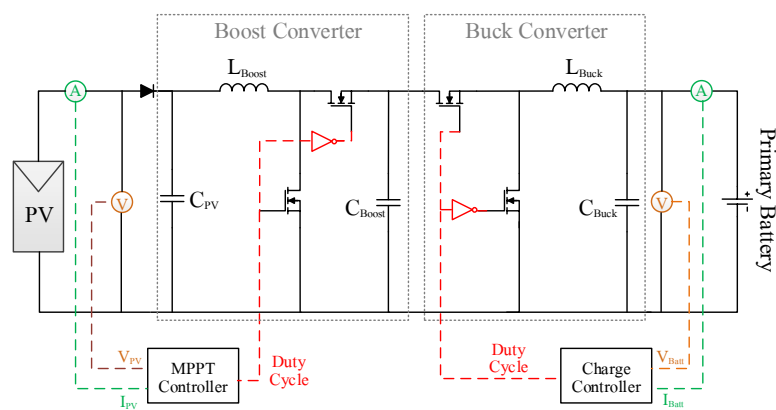 Boost Converter
Buck Converter
L_Boost
L_Buck
A
A
PV
V
C_PV
C_Boost
C_Buck
V
Primary Battery
V_PV
I_PV
MPPT
Controller
Duty
Cycle
Duty
Cycle
Charge
Controller
V_Batt
I_Batt